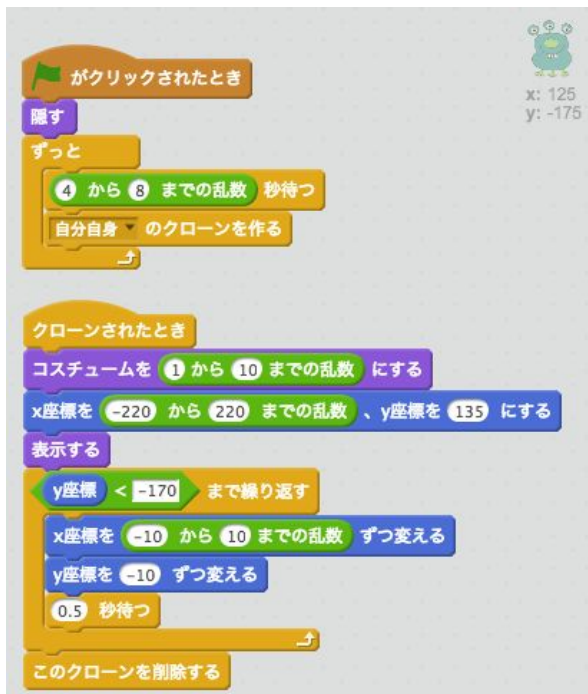 がクリックされたとき
x: 125
y: -175
隠す
ずっと
4 から 8 までの乱数 秒待つ
自分自身 のクローンを作る
クローンされたとき
コスチュームを 1 から 10 までの乱数 にする
x座標を -220 から 220 までの乱数 、y座標を 135 にする
表示する
y座標 < -170 まで繰り返す
x座標を -10 から 10 までの乱数 ずつ変える
y座標を -10 ずつ変える
0.5 秒待つ
このクローンを削除する